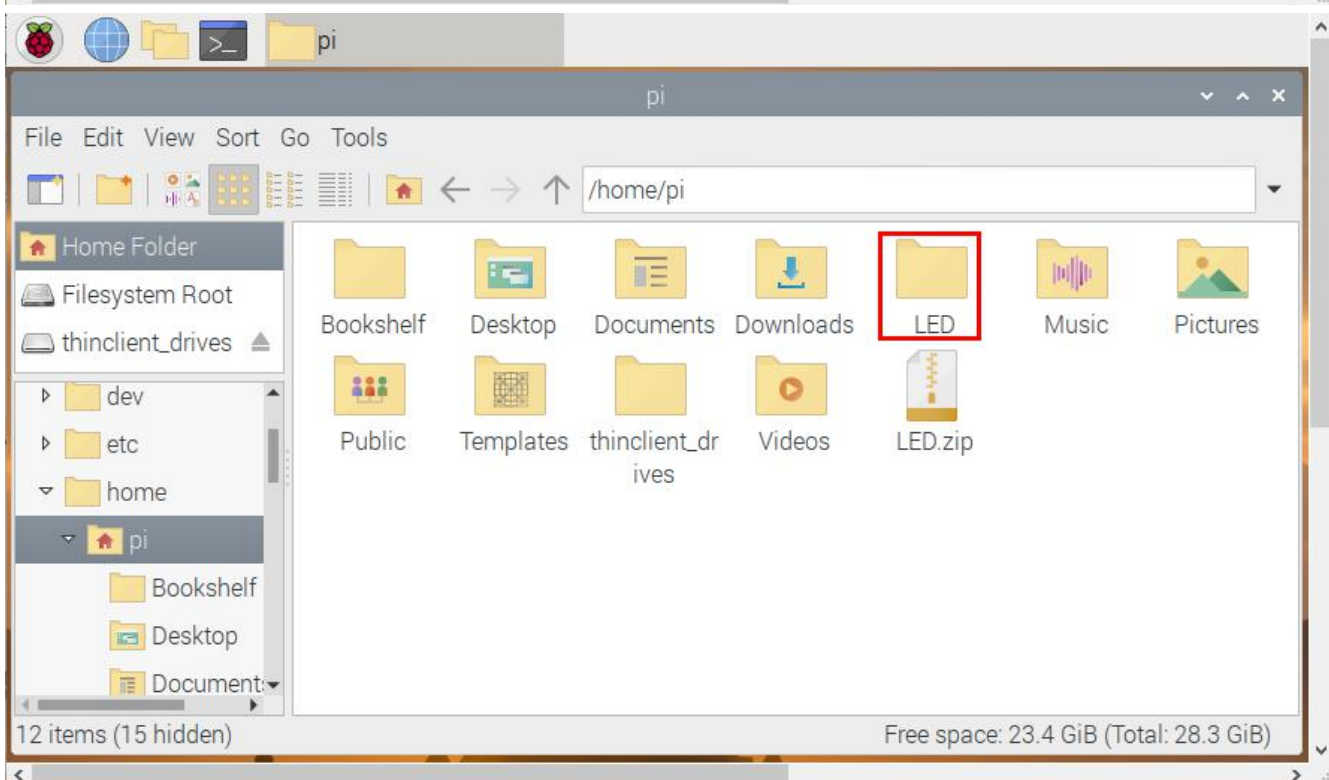 pi
pi
File Edit View Sort Go Tools
/home/pi
Home Folder
Filesystem Root
thinclient_drives
dev
etc
home
pi
Bookshelf
Desktop
Document
Bookshelf Desktop Documents Downloads LED Music Pictures
Public Templates thinclient_dr Videos LED.zip
ives
12 items (15 hidden) Free space: 23.4 GiB (Total: 28.3 GiB)